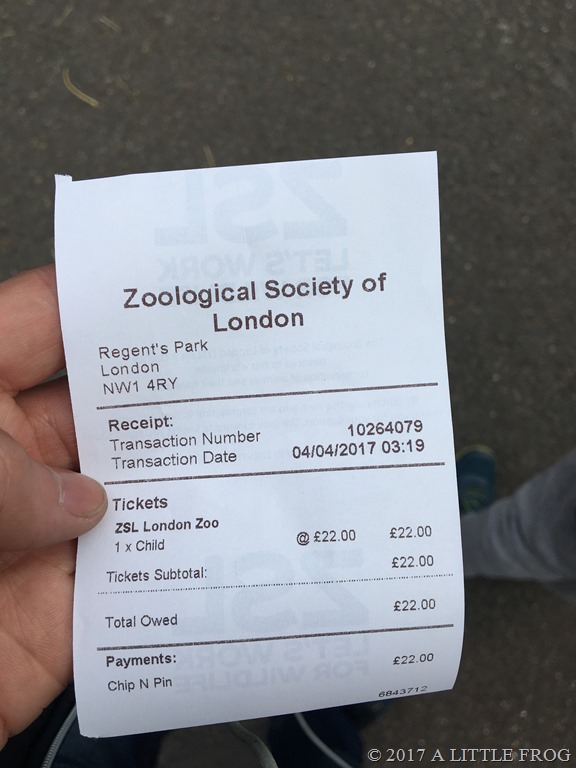 Zoological Society of
London
Regent's Park
London
NW1 4RY
Receipt:
Transaction Number 10264079
Transaction Date 04/04/2017 03:19
Tickets
ZSL London Zoo
1 x Child @ £22.00 £22.00
Tickets Subtotal: £22.00
Total Owed £22.00
Payments:
Chip N Pin £22.00
6843712
© 2017 A LITTLE FROG